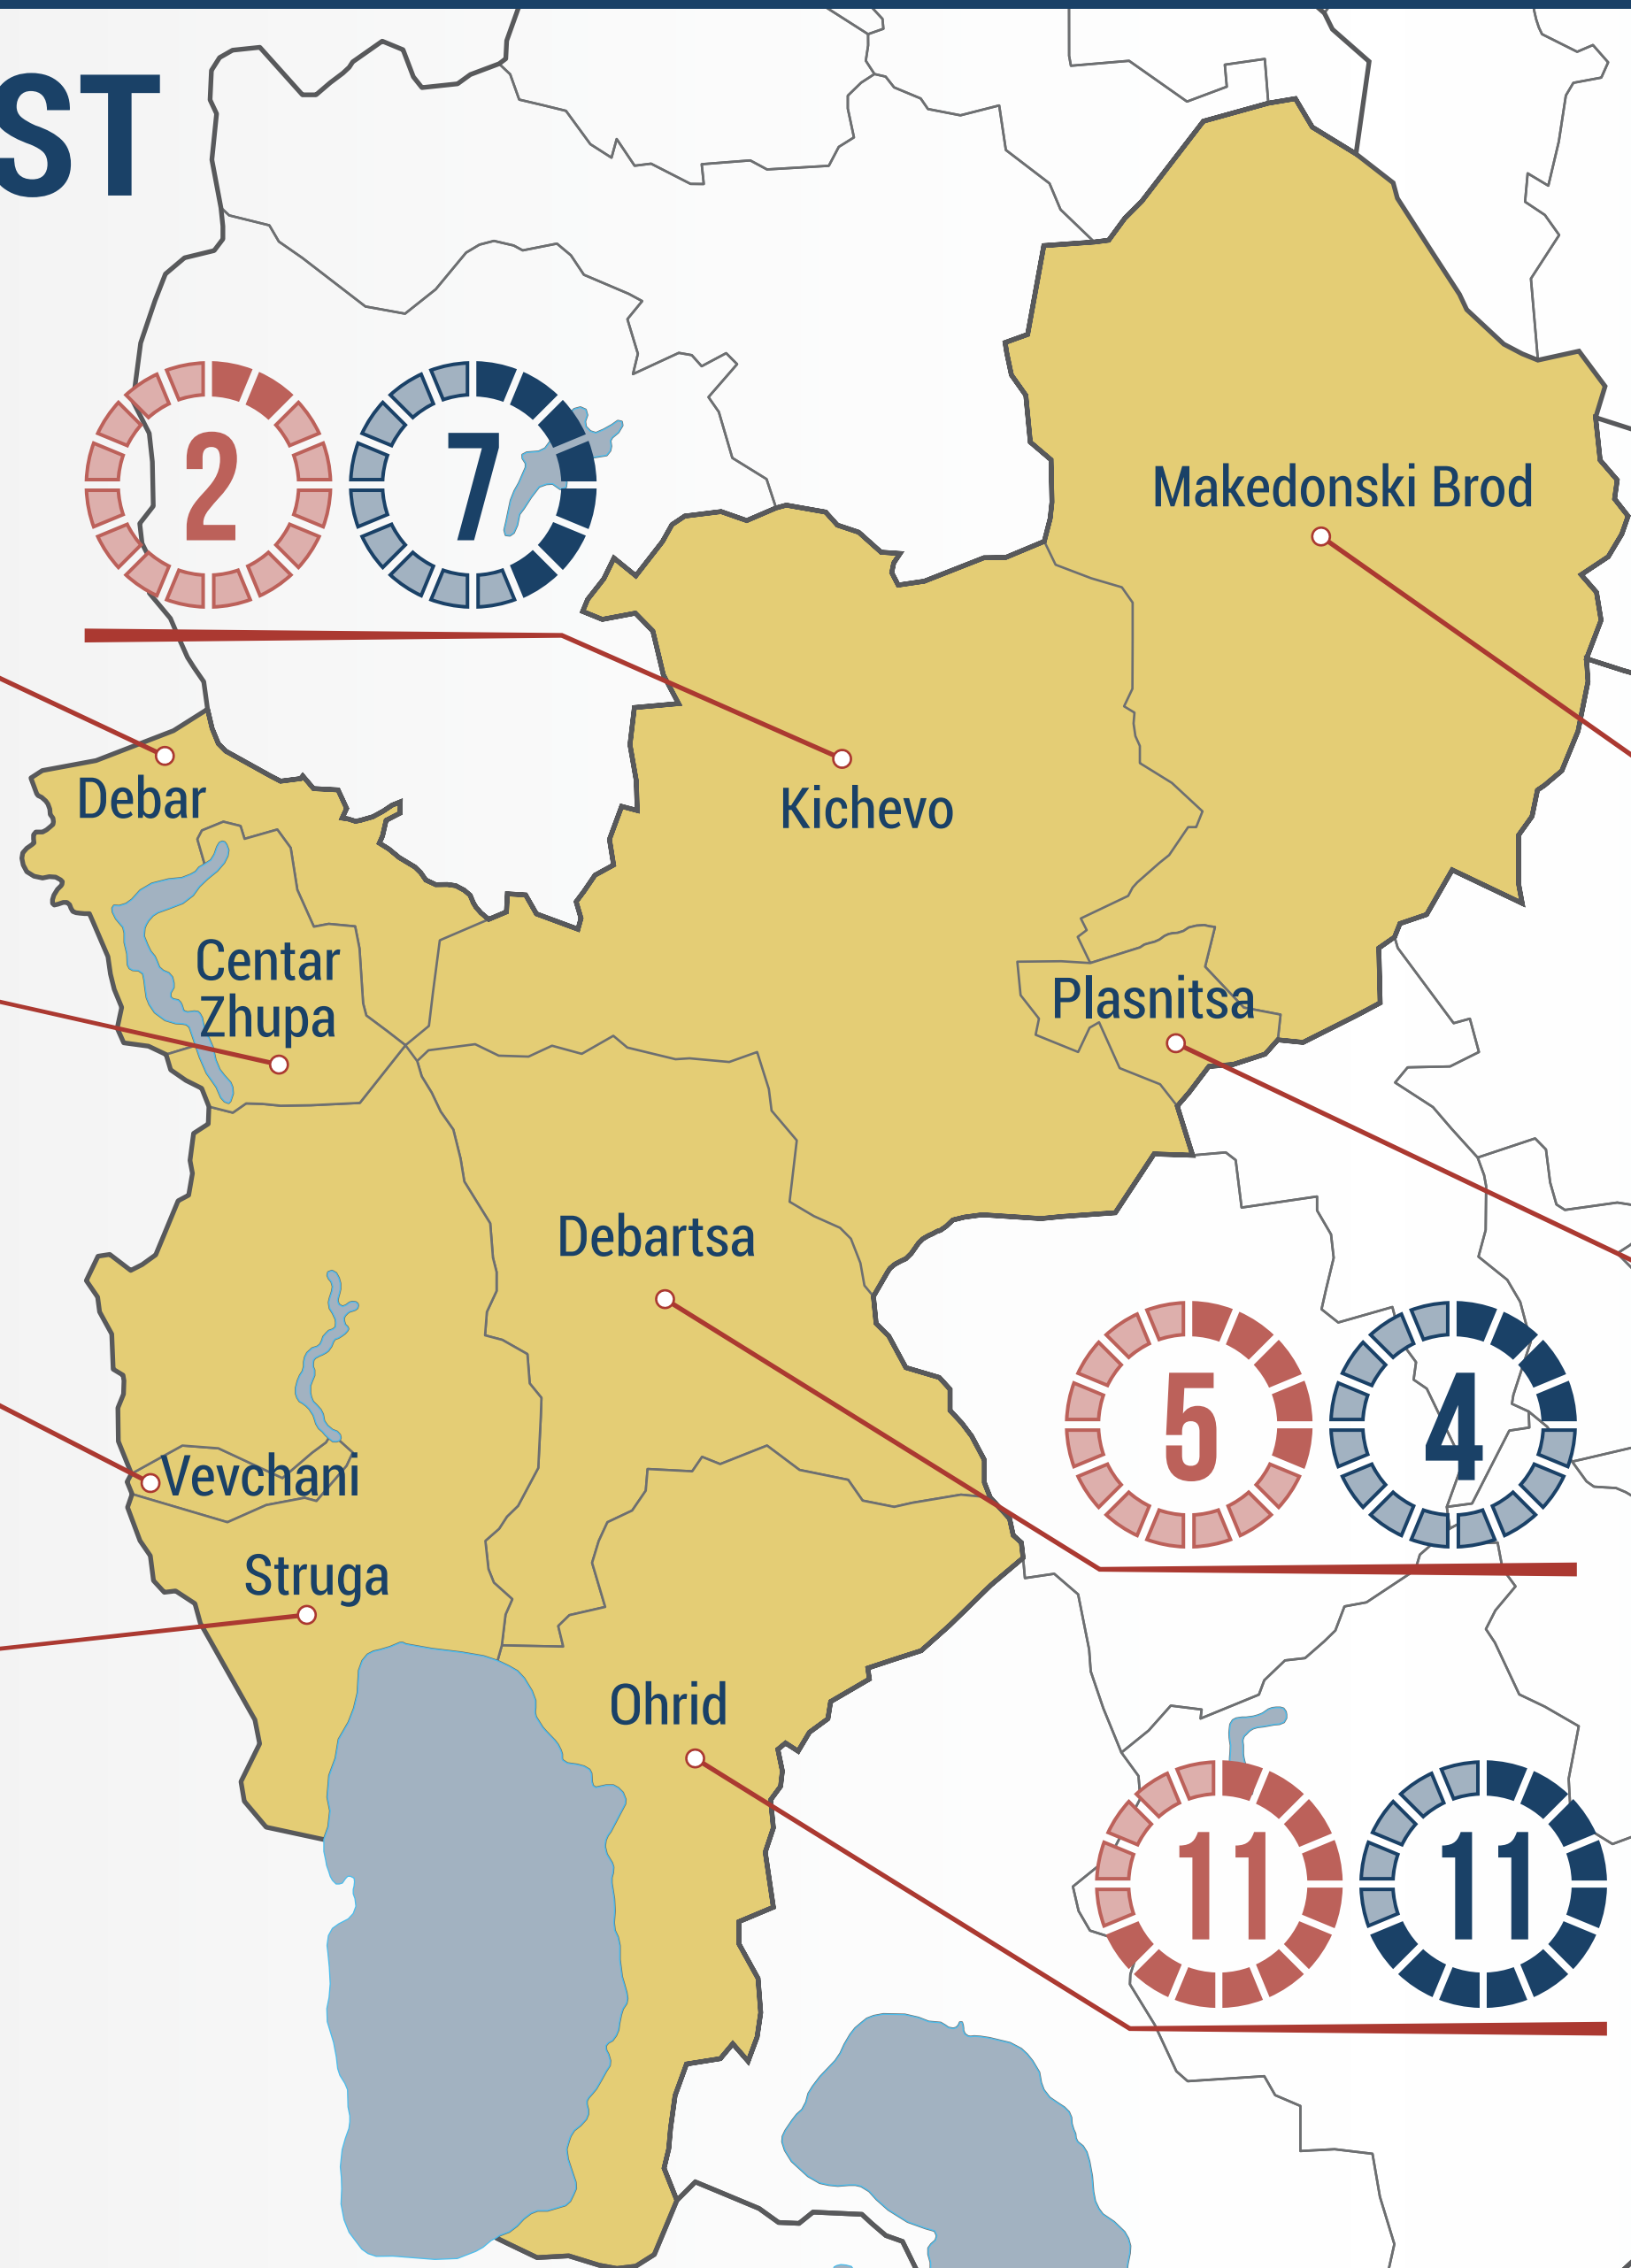 ST
2
7
Makedonski Brod
Debar
Kichevo
Centar
Zhupa
Plasnitsa
Debartsa
5
4
Vevchani
Struga
Ohrid
11
11